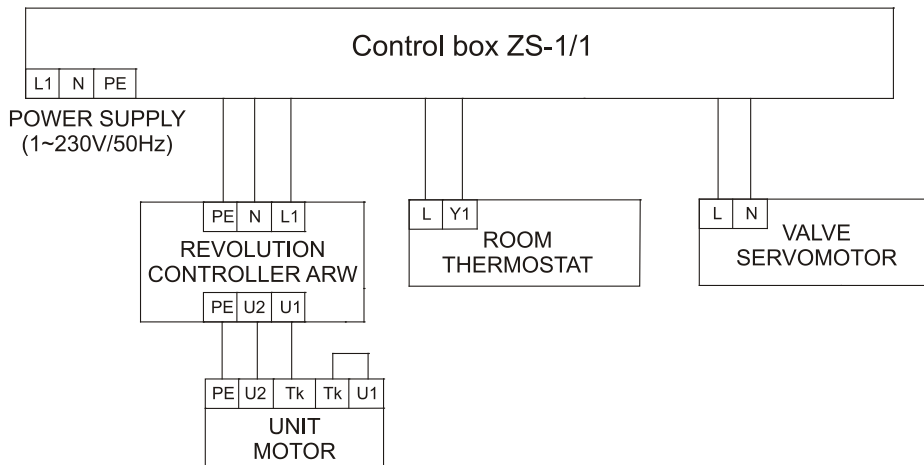 Control box ZS-1/1
L1 N PE
POWER SUPPLY
(1~230V/50Hz)
PE N L1
REVOLUTION
CONTROLLER ARW
PE U2 U1
L Y1
ROOM
THERMOSTAT
L N
VALVE
SERVOMOTOR
PE U2 Tk Tk U1
UNIT
MOTOR